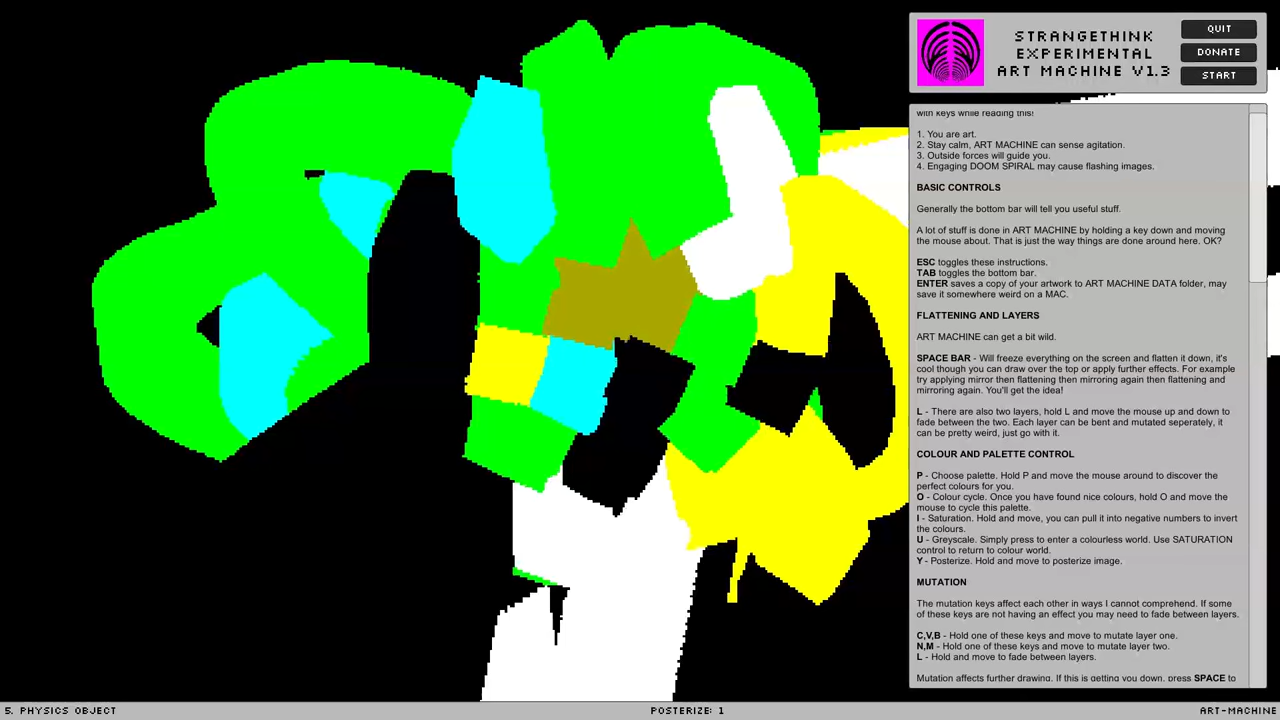 STRANGETHINK
EXPERIMENTAL
ART MACHINE V1.3
QUIT
DONATE
START
with keys while reading this!
1. You are art.
2. Stay calm, ART MACHINE can sense agitation.
3. Outside forces will guide you.
4. Engaging DOOM SPIRAL may cause flashing images.
BASIC CONTROLS
Generally the bottom bar will tell you useful stuff.
A lot of stuff is done in ART MACHINE by holding a key down and moving
the mouse about. That is just the way things are done around here. OK?
ESC toggles these instructions.
TAB toggles the bottom bar.
ENTER saves a copy of your artwork to ART MACHINE DATA folder, may
save it somewhere weird on a MAC.
FLATTENING AND LAYERS
ART MACHINE can get a bit wild.
SPACE BAR - Will freeze everything on the screen and flatten it down, it's
cool though you can draw over the top or apply further effects. For example
try applying mirror then flattening then mirroring again then flattening and
mirroring again. You'll get the idea!
L - There are also two layers, hold L and move the mouse up and down to
fade between the two. Each layer can be bent and mutated seperately, it
can be pretty weird, just go with it.
COLOUR AND PALETTE CONTROL
P - Choose palette. Hold P and move the mouse around to discover the
perfect colours for you.
O - Colour cycle. Once you have found nice colours, hold O and move the
mouse to cycle this palette.
I - Saturation. Hold and move, you can pull it into negative numbers to invert
the colours.
U - Greyscale. Simply press to enter a colourless world. Use SATURATION
control to return to colour world.
Y - Posterize. Hold and move to posterize image.
MUTATION
The mutation keys affect each other in ways I cannot comprehend. If some
of these keys are not having an effect you may need to fade between layers.
C,V,B - Hold one of these keys and move to mutate layer one.
N,M - Hold one of these keys and move to mutate layer two.
L - Hold and move to fade between layers.
Mutation affects further drawing. If this is getting you down, press SPACE to
5. PHYSICS OBJECT
POSTERIZE: 1
ART-MACHINE